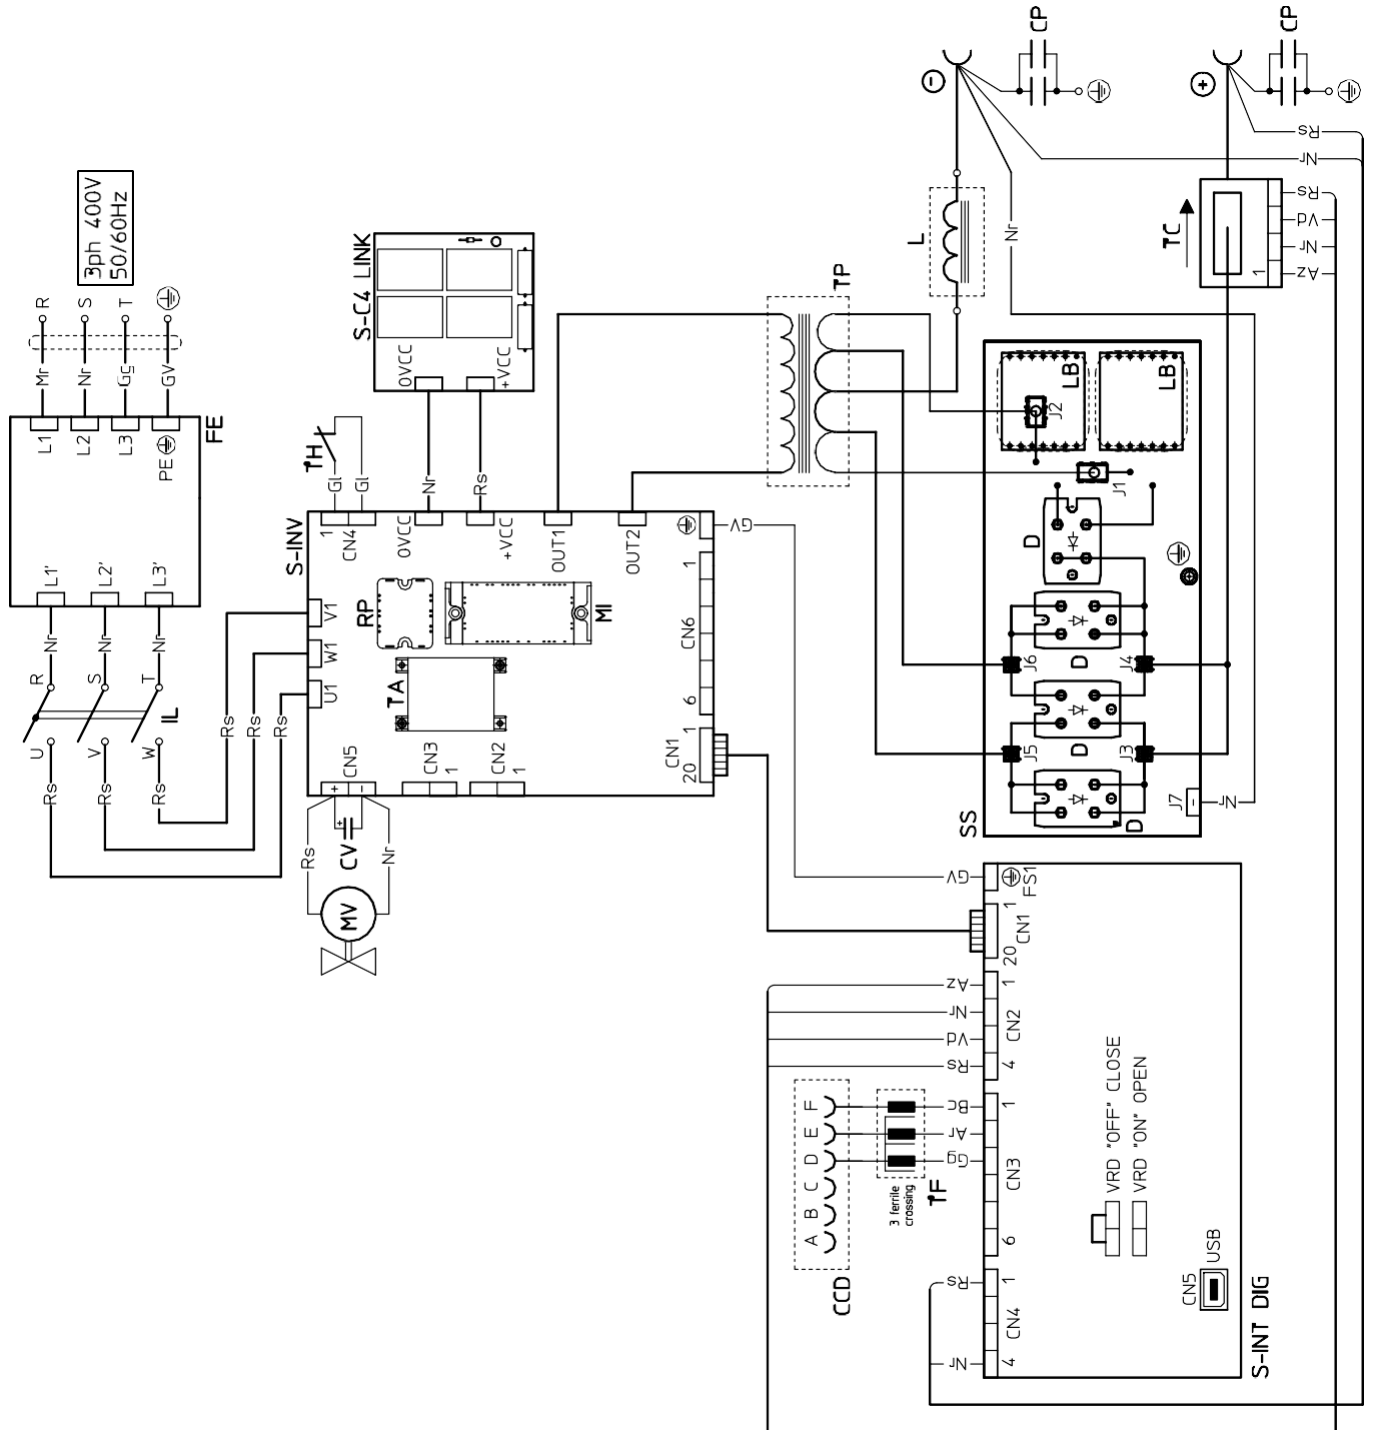 CP
CP
-
+
Rs
Nr
3ph 400V
50/60Hz
R
S
T
Mr
Nr
Gg
GV
L1
L2
L3
PE
FE
L1'
L2'
L3'
Nr
Nr
Nr
R
S
T
IL
U
V
W
Rs
Rs
Rs
Rs
Rs
Rs
S-C4 LINK
0VCC
+VCC
Nr
Rs
TH
Gl
Gl
S-INV
1
CN4
0VCC
+VCC
OUT1
OUT2
GV
V1
W1
U1
RP
MI
TA
1
CN6
6
CN5
+
-
CN3
1
CN2
1
CN1
1
20
Rs
+
CV
Nr
MV
TP
L
Nr
TC
1
Rs
Vd
Nr
Az
LB
LB
J2
J1
D
D
D
D
J6
J4
J5
J3
J7
-
Nr
SS
GV
FS1
1
CN1
20
Az
Nr
Vd
Rs
1
CN2
4
F
E
D
C
B
A
CCD
3 ferrite
crossing
TF
Bc
Ar
Gg
1
CN3
6
Rs
Nr
1
CN4
4
VRD "OFF" CLOSE
VRD "ON" OPEN
CN5
USB
S-INT DIG